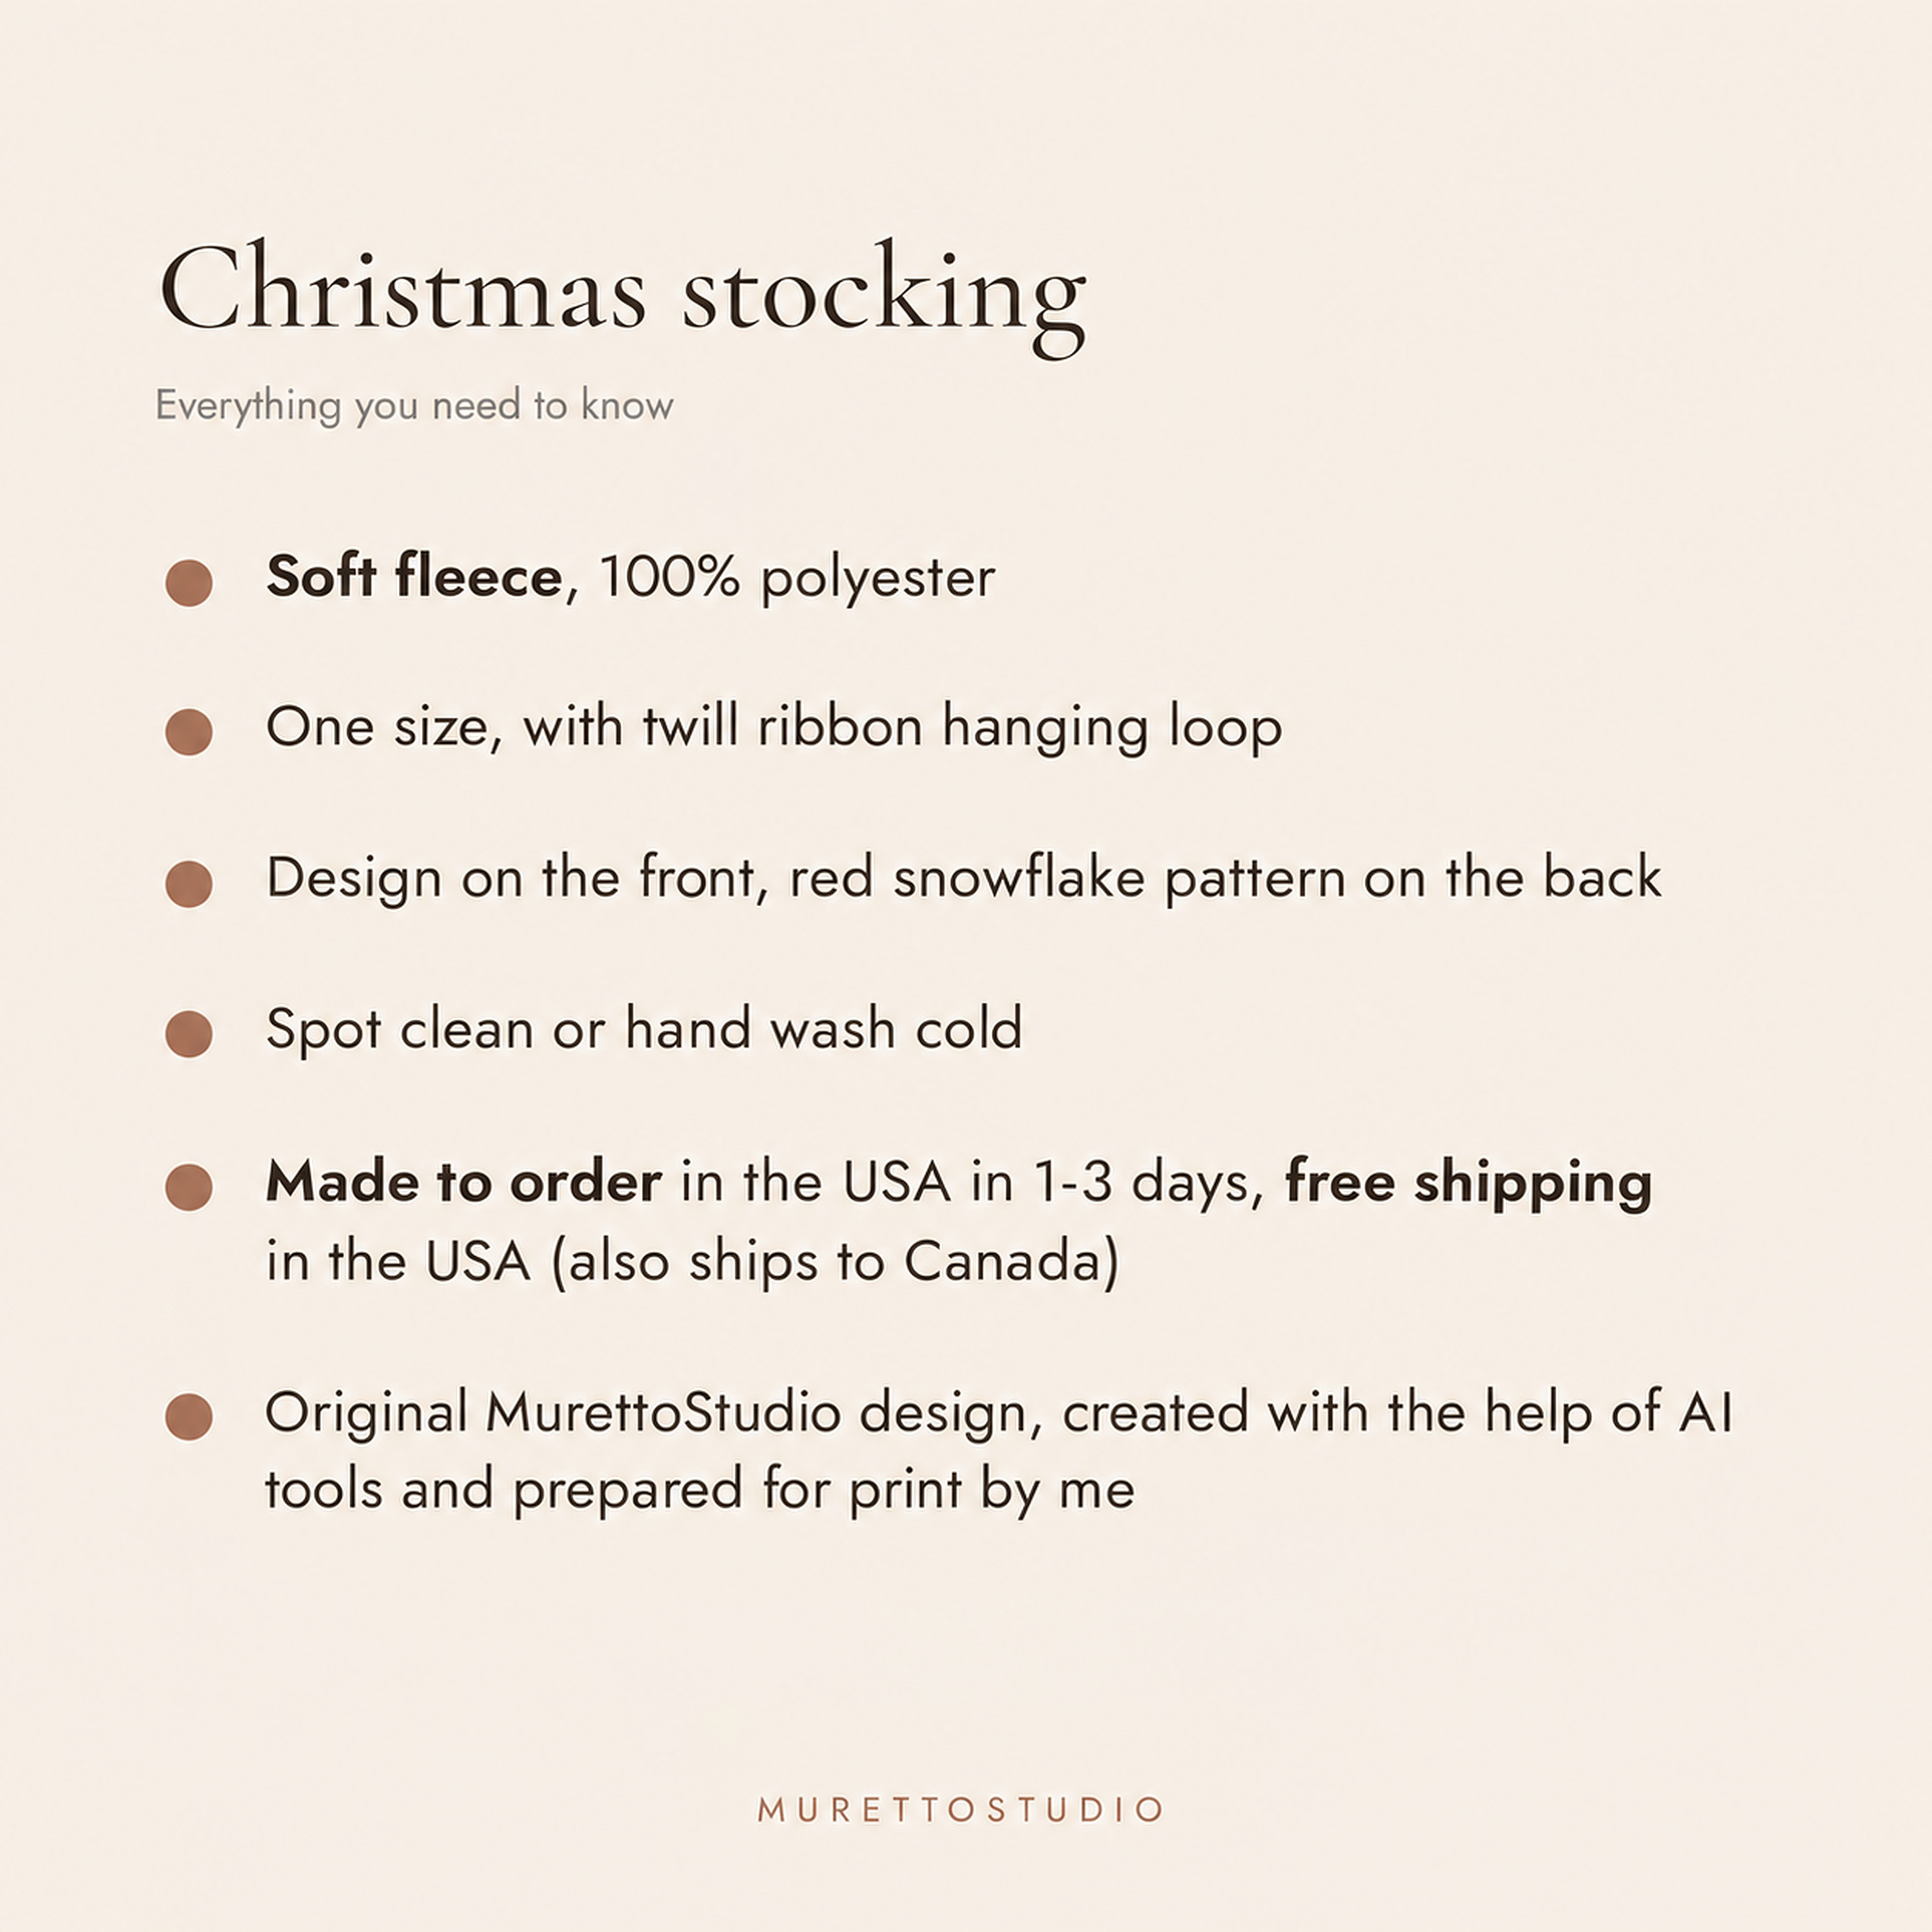 Christmas stocking
Everything you need to know
Soft fleece, 100% polyester
One size, with twill ribbon hanging loop
Design on the front, red snowflake pattern on the back
Spot clean or hand wash cold
Made to order in the USA in 1-3 days, free shipping
in the USA (also ships to Canada)
Original MurettoStudio design, created with the help of AI
tools and prepared for print by me
MURETTOSTUDIO